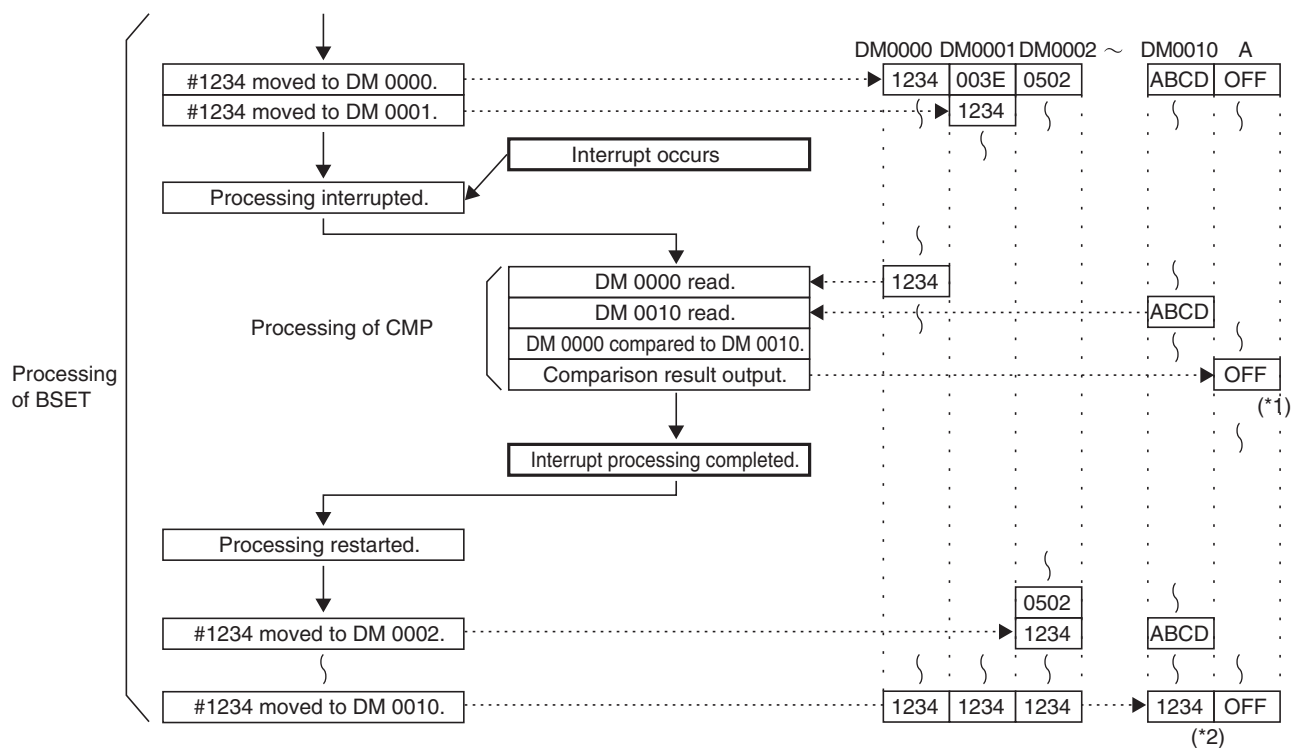 DM0000 DM0001 DM0002 ~ DM0010 A
#1234 moved to DM 0000. 1234 003E 0502 ABCD OFF
#1234 moved to DM 0001. 1234
Interrupt occurs
Processing interrupted.
DM 0000 read. 1234
DM 0010 read. ABCD
Processing of CMP
DM 0000 compared to DM 0010.
Comparison result output. OFF
(*1)
Processing
of BSET
Interrupt processing completed.
Processing restarted.
0502
#1234 moved to DM 0002. 1234 ABCD
#1234 moved to DM 0010. 1234 1234 1234 1234 OFF
(*2)